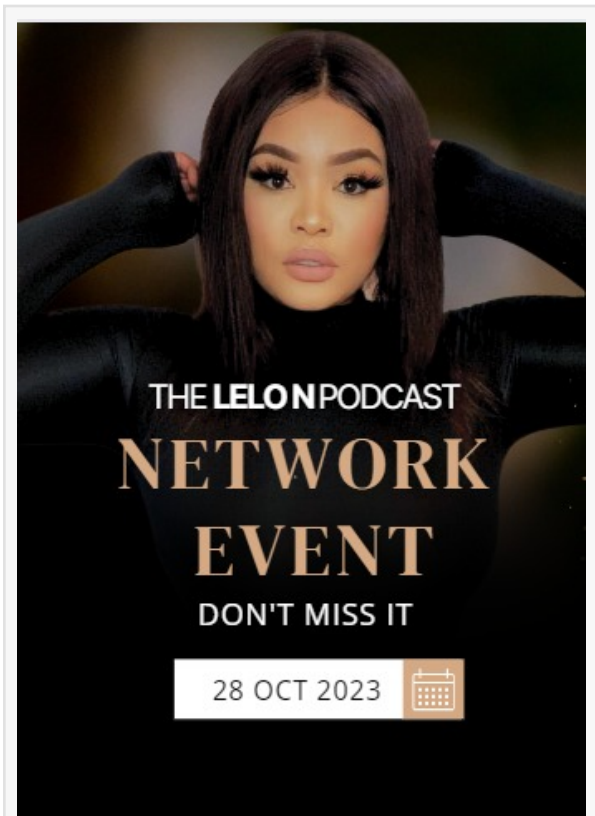 THE LELO N PODCAST
NETWORK
EVENT
DON'T MISS IT
28 OCT 2023